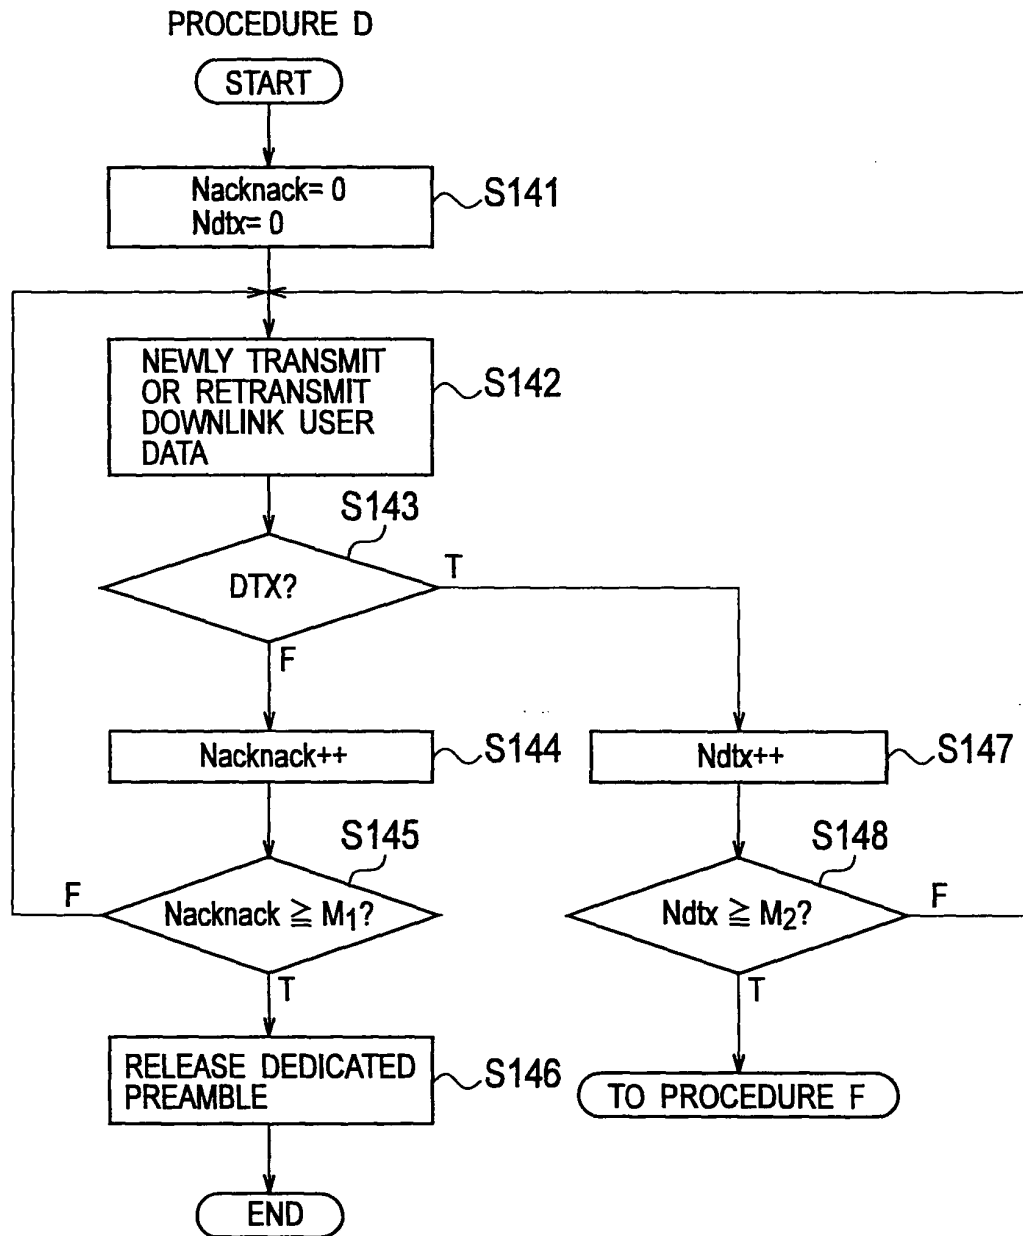 PROCEDURE D
START
Nacknack= 0
Ndtx= 0
S141
NEWLY TRANSMIT
OR RETRANSMIT
DOWNLINK USER
DATA
S142
S143
DTX?
T
F
Nacknack++
S144
Ndtx++
S147
S145
Nacknack ≧ M1?
F
T
S148
Ndtx ≧ M2?
F
T
RELEASE DEDICATED
PREAMBLE
S146
TO PROCEDURE F
END